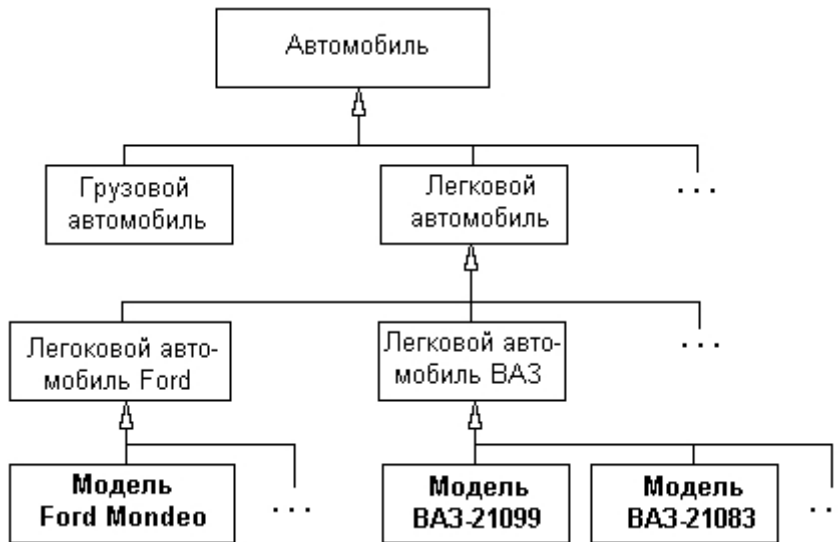 Автомобиль
Грузовой
автомобиль
Легковой
автомобиль
. . .
Легоковой авто-
мобиль Ford
Легковой авто-
мобиль ВАЗ
. . .
Модель
Ford Mondeo
. . .
Модель
ВАЗ-21099
Модель
ВАЗ-21083
. .